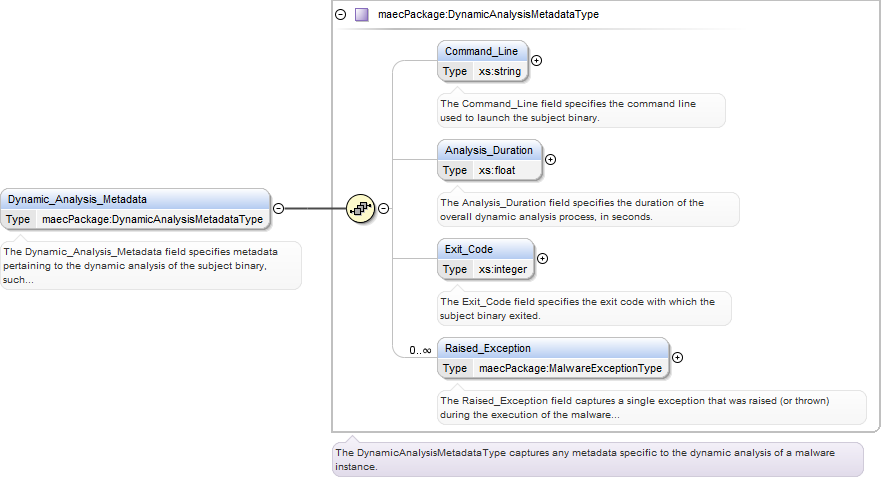 maecPackage:DynamicAnalysisMetadataType
Command_Line
Type xs:string
The Command_Line field specifies the command line
used to launch the subject binary.
Analysis_Duration
Type xs:float
The Analysis_Duration field specifies the duration of the
overall dynamic analysis process, in seconds.
Dynamic_Analysis_Metadata
Type maecPackage:DynamicAnalysisMetadataType
The Dynamic_Analysis_Metadata field specifies metadata
pertaining to the dynamic analysis of the subject binary,
such...
Exit_Code
Type xs:integer
The Exit_Code field specifies the exit code with which the
subject binary exited.
0..∞
Raised_Exception
Type maecPackage:MalwareExceptionType
The Raised_Exception field captures a single exception that was raised (or thrown)
during the execution of the malware...
The DynamicAnalysisMetadataType captures any metadata specific to the dynamic analysis of a malware
instance.